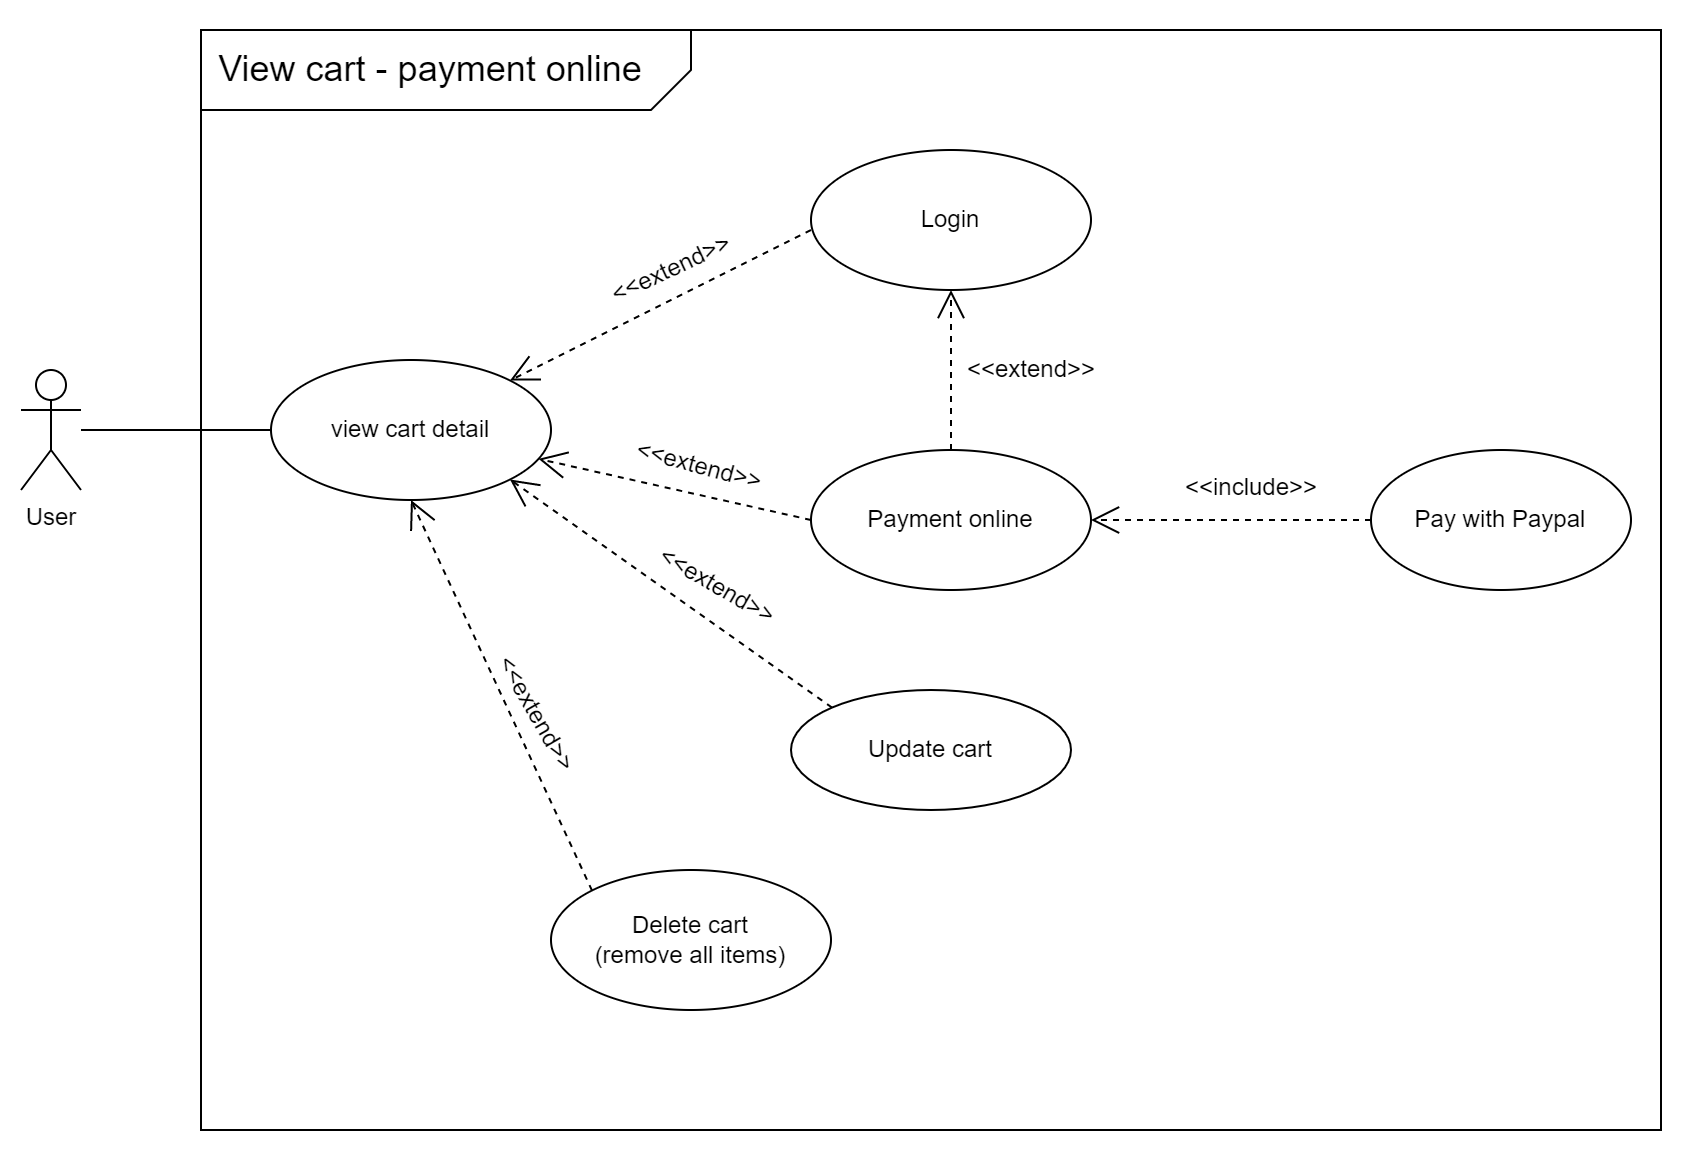 View cart - payment online
Login
<<extend>>
<<extend>>
view cart detail
<<extend>>
Payment online
<<include>>
Pay with Paypal
User
<<extend>>
<<extend>>
Update cart
Delete cart
(remove all items)